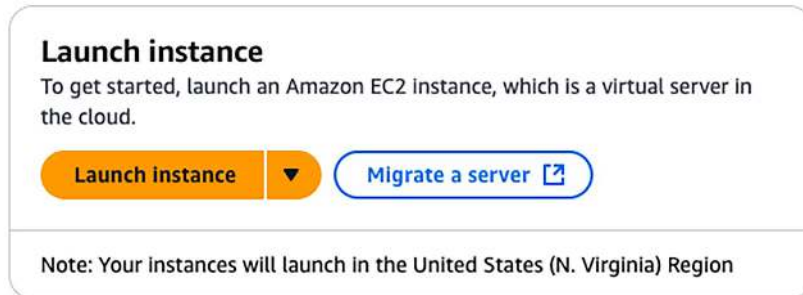 Launch instance
To get started, launch an Amazon EC2 instance, which is a virtual server in
the cloud.
Launch instance
Migrate a server
Note: Your instances will launch in the United States (N. Virginia) Region